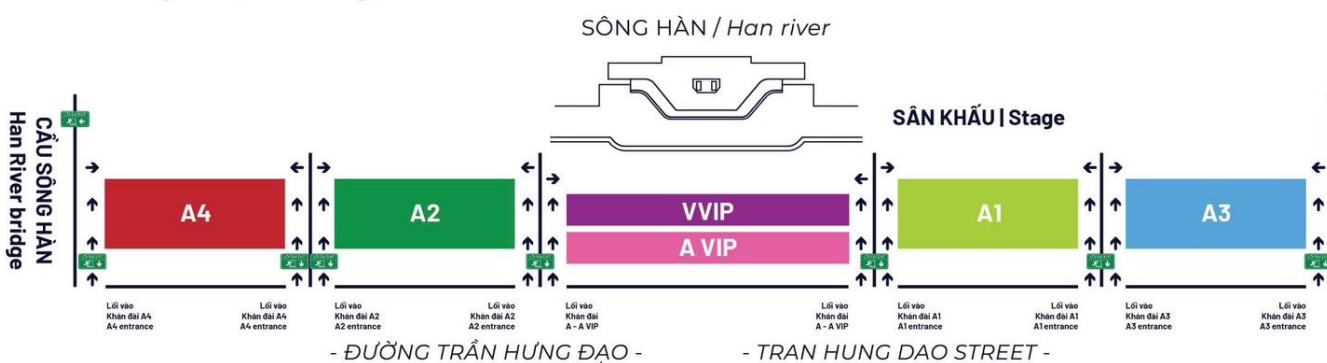 SÔNG HÀN / Han river
SÂN KHẤU | Stage
CẦU SÔNG HÀN
Han River bridge
A4
A2
VVIP
A VIP
A1
A3
Lối vào
Khán đài A4
A4 entrance
Lối vào
Khán đài A4
A4 entrance
Lối vào
Khán đài A2
A2 entrance
Lối vào
Khán đài A2
A2 entrance
Lối vào
Khán đài
A - A VIP
Lối vào
Khán đài
A - A VIP
Lối vào
Khán đài A1
A1 entrance
Lối vào
Khán đài A1
A1 entrance
Lối vào
Khán đài A3
A3 entrance
Lối vào
Khán đài A3
A3 entrance
- ĐƯỜNG TRẦN HƯNG ĐẠO -
- TRAN HUNG DAO STREET -